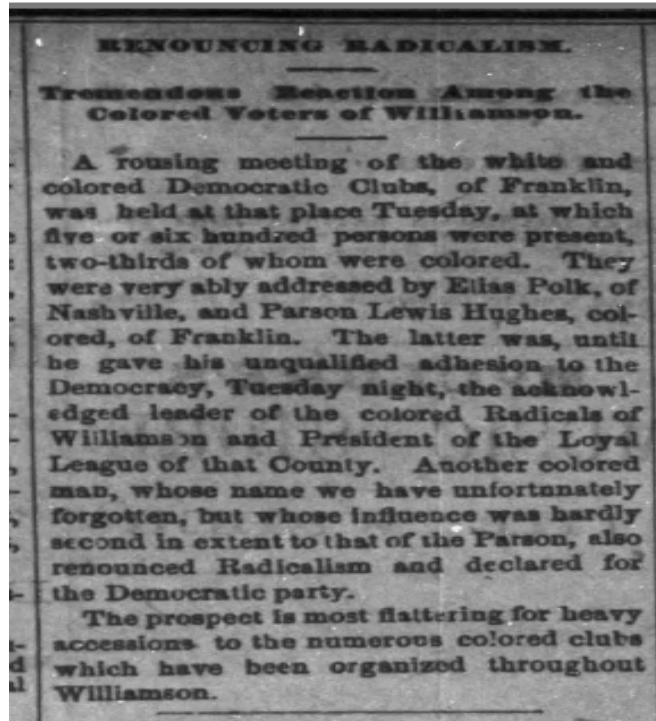 RENOUNCING RADICALISM.
Tremendous Reaction Among the
Colored Voters of Williamson.
A rousing meeting of the white and
colored Democratic Clubs, of Franklin,
was held at that place Tuesday, at which
five or six hundred persons were present,
two-thirds of whom were colored. They
were very ably addressed by Elias Polk, of
Nashville, and Parson Lewis Hughes, col-
ored, of Franklin. The latter was, until
he gave his unqualified adhesion to the
Democracy, Tuesday night, the acknowl-
edged leader of the colored Radicals of
Williamson and President of the Loyal
League of that County. Another colored
man, whose name we have unfortnnately
forgotten, but whose influence was hardly
second in extent to that of the Parson, also
renounced Radicalism and declared for
the Democratic party.
The prospect is most flattering for heavy
accessions to the numerous colored clubs
which have been organized throughout
Williamson.